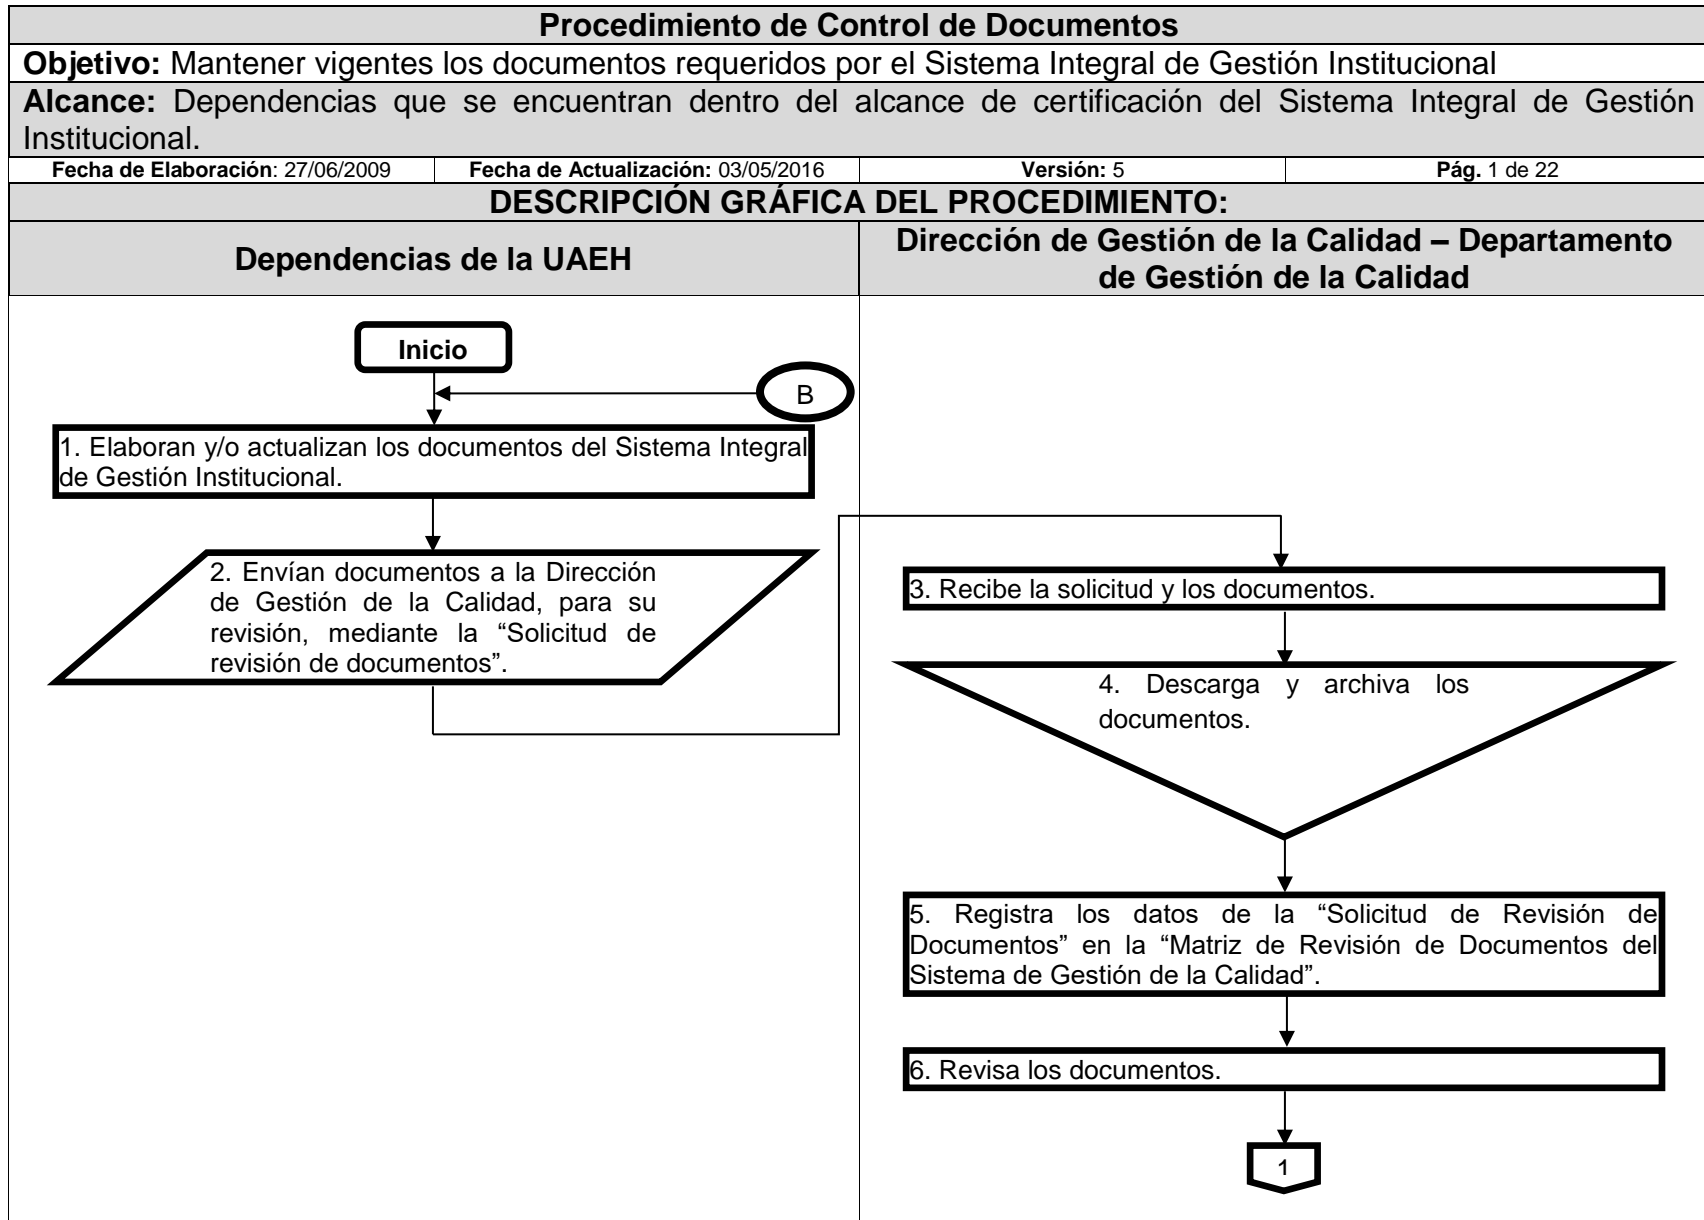 Procedimiento de Control de Documentos
Objetivo: Mantener vigentes los documentos requeridos por el Sistema Integral de Gestión Institucional
Alcance: Dependencias que se encuentran dentro del alcance de certificación del Sistema Integral de Gestión
Institucional.
Fecha de Elaboración: 27/06/2009 Fecha de Actualización: 03/05/2016 Versión: 5 Pág. 1 de 22
DESCRIPCIÓN GRÁFICA DEL PROCEDIMIENTO:
Dependencias de la UAEH
Dirección de Gestión de la Calidad – Departamento
de Gestión de la Calidad
Inicio
B
1. Elaboran y/o actualizan los documentos del Sistema Integral
de Gestión Institucional.
2. Envían documentos a la Dirección
de Gestión de la Calidad, para su
revisión, mediante la “Solicitud de
revisión de documentos”.
3. Recibe la solicitud y los documentos.
4. Descarga y archiva los
documentos.
5. Registra los datos de la “Solicitud de Revisión de
Documentos” en la “Matriz de Revisión de Documentos del
Sistema de Gestión de la Calidad”.
6. Revisa los documentos.
1